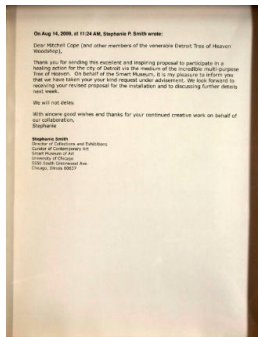 On Aug 14, 2009, at 11:24 AM, Stephanie P. Smith wrote:
Dear Mitchell Cope (and other members of the venerable Detroit Tree of Heaven
Woodshop),
Thank you for sending this excellent and inspiring proposal to participate in a
healing action for the city of Detroit via the medium of the incredible multi-purpose
Tree of Heaven. On behalf of the Smart Museum, it is my pleasure to inform you
that we have taken your kind request under advisement. We look forward to
receiving your revised proposal for the installation and to discussing further details
next week.
We will not delay.
With sincere good wishes and thanks for your continued creative work on behalf of
our collaboration,
Stephanie
Stephanie Smith
Director of Collections and Exhibitions
Curator of Contemporary Art
Smart Museum of Art
University of Chicago
5550 South Greenwood Ave.
Chicago, Illinois 60637